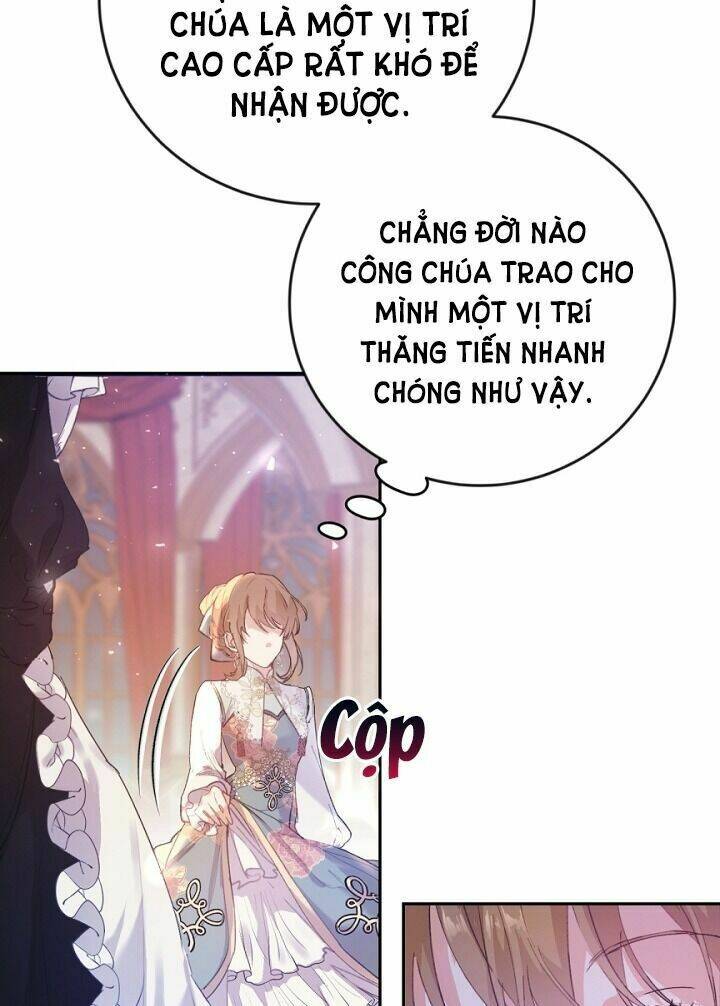 CHÚA LÀ MỘT VỊ TRÍ
CAO CẤP RẤT KHÓ ĐỂ
NHẬN ĐƯỢC.
CHẲNG ĐỜI NÀO
CÔNG CHÚA TRAO CHO
MÌNH MỘT VỊ TRÍ
THĂNG TIẾN NHANH
CHÓNG NHƯ VẬY.
Cộp